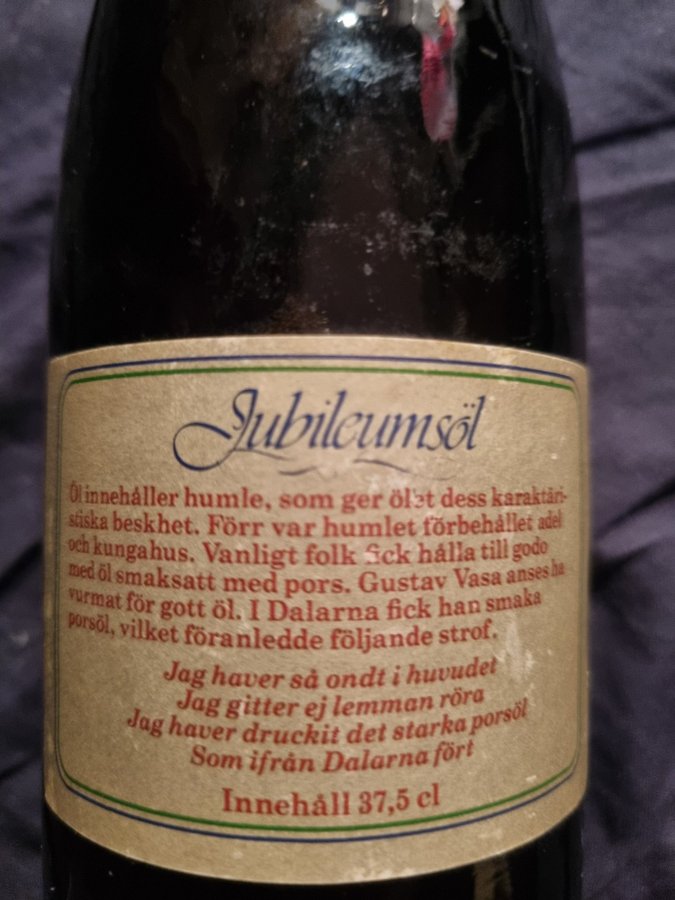 Jubileumsöl
Öl innehåller humle, som ger ölet dess karaktäri-
stiska beskhet. Förr var humlet förbehållet adel
och kungahus. Vanligt folk fick hålla till godo
med öl smaksatt med pors. Gustav Vasa anses ha
vurmat för gott öl. I Dalarna fick han smaka
porsöl, vilket föranledde följande strof.
Jag haver så ondt i huvudet
Jag gitter ej lemman röra
Jag haver druckit det starka porsöl
Som ifrån Dalarna fört
Innehåll 37,5 cl